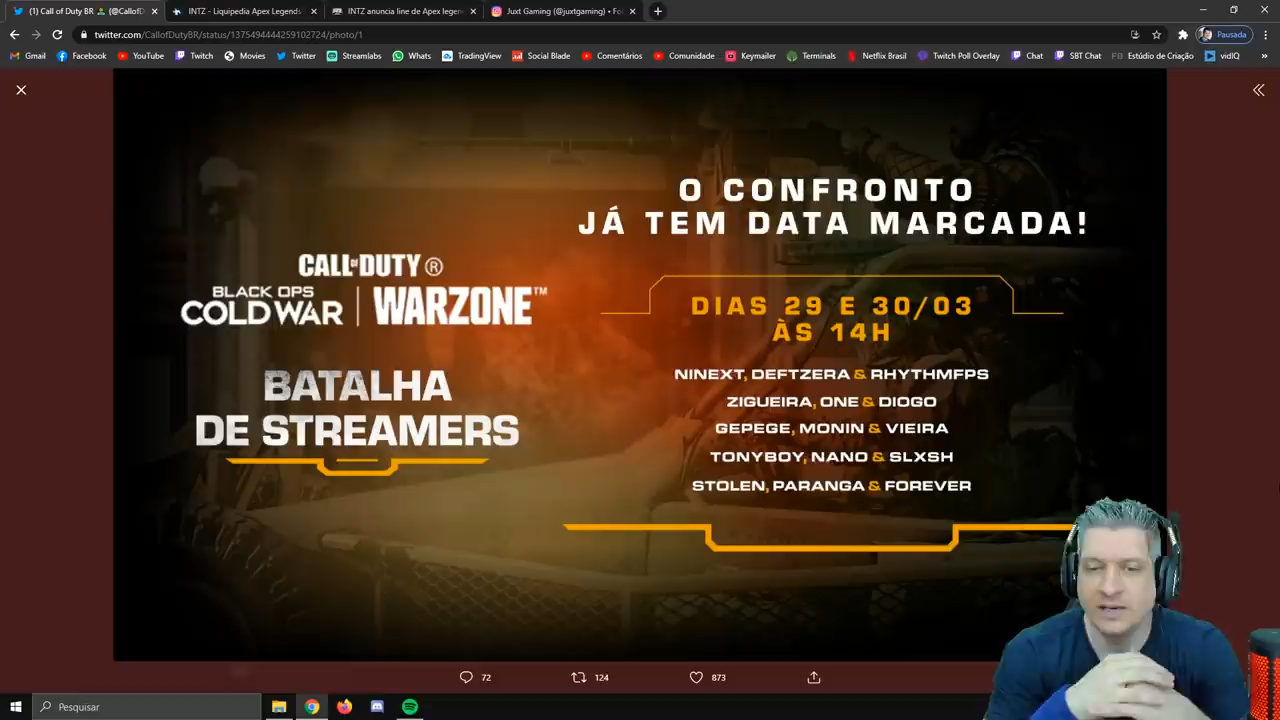 (1) Call of Duty BR
(@CallofD
INTZ - Liquipedia Apex Legends
INTZ anuncia line de Apex legen
Juxt Gaming (@juxtgaming) • Fo
twitter.com/CallofDutyBR/status/1375494444259102724/photo/1
Pausada
Gmail
Facebook
YouTube
Twitch
Movies
Twitter
Streamlabs
Whats
TradingView
Social Blade
Comentários
Comunidade
Keymailer
Terminals
Netflix Brasil
Twitch Poll Overlay
Chat
SBT Chat
Estúdio de Criação
vidIQ
O CONFRONTO
JÁ TEM DATA MARCADA!
CALL OF DUTY ®
BLACK OPS
COLD WAR
WARZONE™
DIAS 29 E 30/03
ÀS 14H
BATALHA
DE STREAMERS
NINEXT, DEFTZERA & RHYTHMFPS
ZIGUEIRA, ONE & DIOGO
GEPEGE, MONIN & VIEIRA
TONYBOY, NANO & SLXSH
STOLEN, PARANGA & FOREVER
72
124
873
Pesquisar